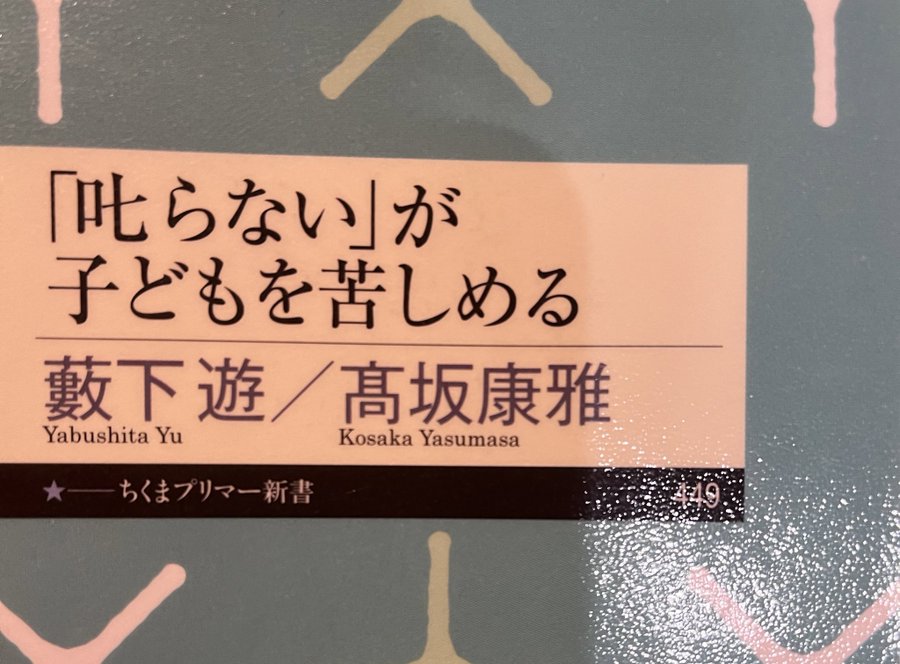 「叱らない」が
子どもを苦しめる
藪下 遊／髙坂康雅
Yabushita Yu Kosaka Yasumasa
★──ちくまプリマー新書 449